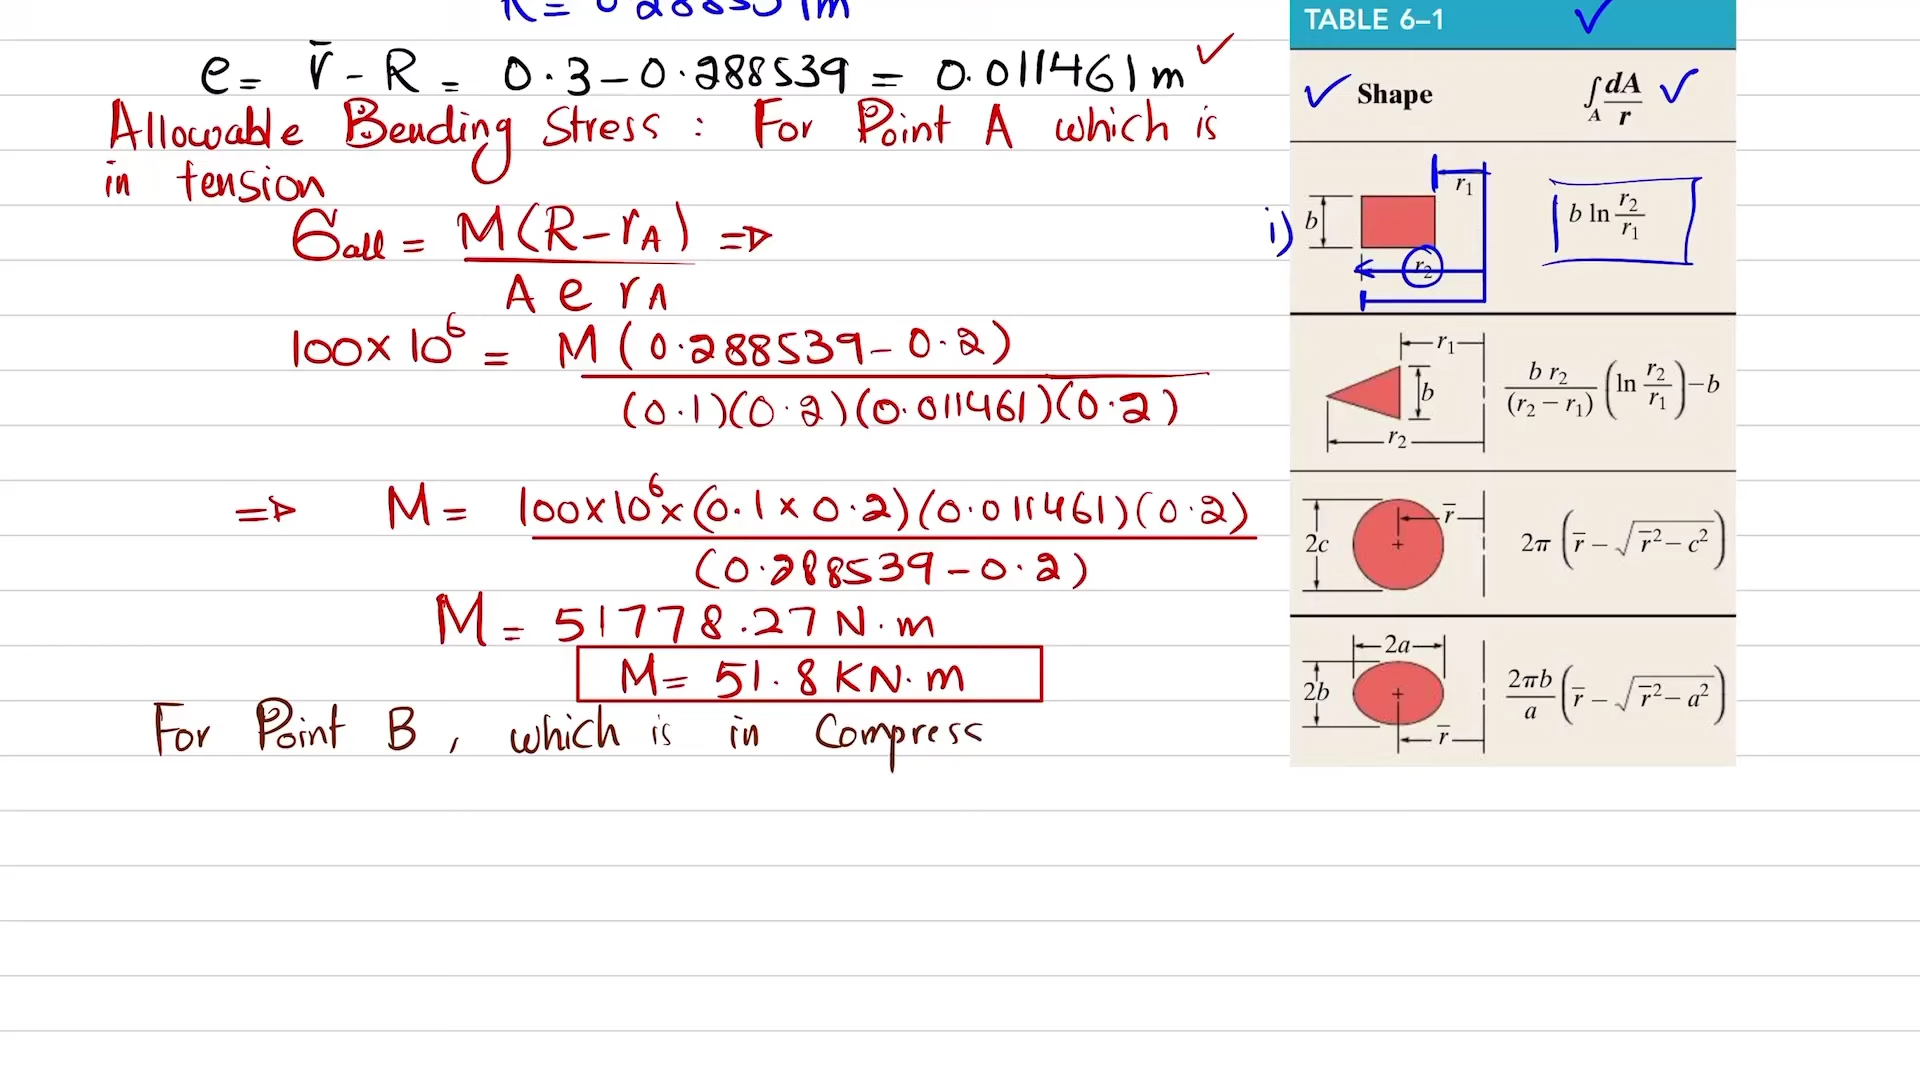 R = 0.288539m
e = r̄ - R = 0.3 - 0.288539 = 0.011461 m ✓
Allowable Bending Stress : For Point A which is
in tension
σall = M(R-rA) / A e rA ⇒
100×10⁶ = M(0.288539-0.2) / (0.1)(0.2)(0.011461)(0.2)
⇒ M = 100×10⁶×(0.1×0.2)(0.011461)(0.2) / (0.288539-0.2)
M = 51778.27 N.m
M = 51.8 KN.m
For Point B , which is in Compress
TABLE 6–1 ✓
✓ Shape ∫A dA/r ✓
i) b r1 r2 b ln r2/r1
r1 b r2 b r2/(r2 – r1) (ln r2/r1) – b
2c r̄ 2π (r̄ – √(r̄² – c²))
2a 2b r̄ 2πb/a (r̄ – √(r̄² – a²))